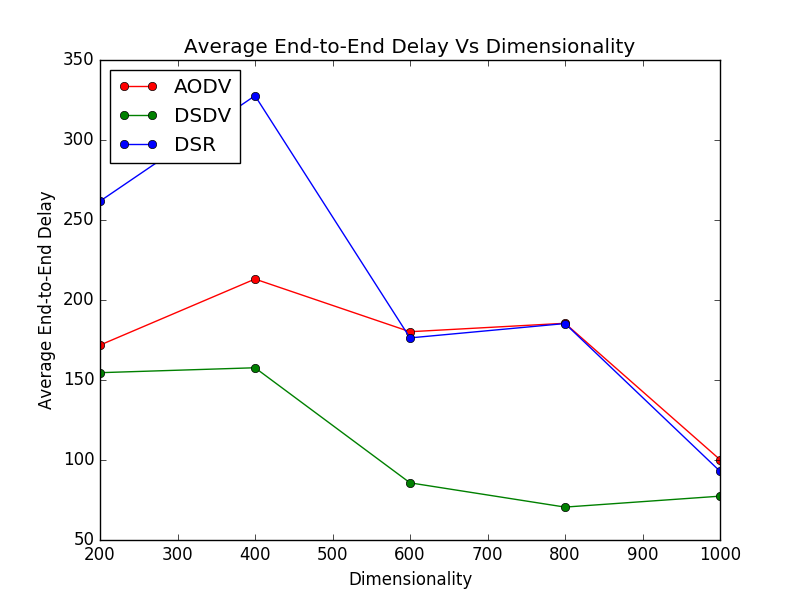 Average End-to-End Delay Vs Dimensionality
350
300
250
200
150
100
50
Average End-to-End Delay
AODV
DSDV
DSR
200 300 400 500 600 700 800 900 1000
Dimensionality